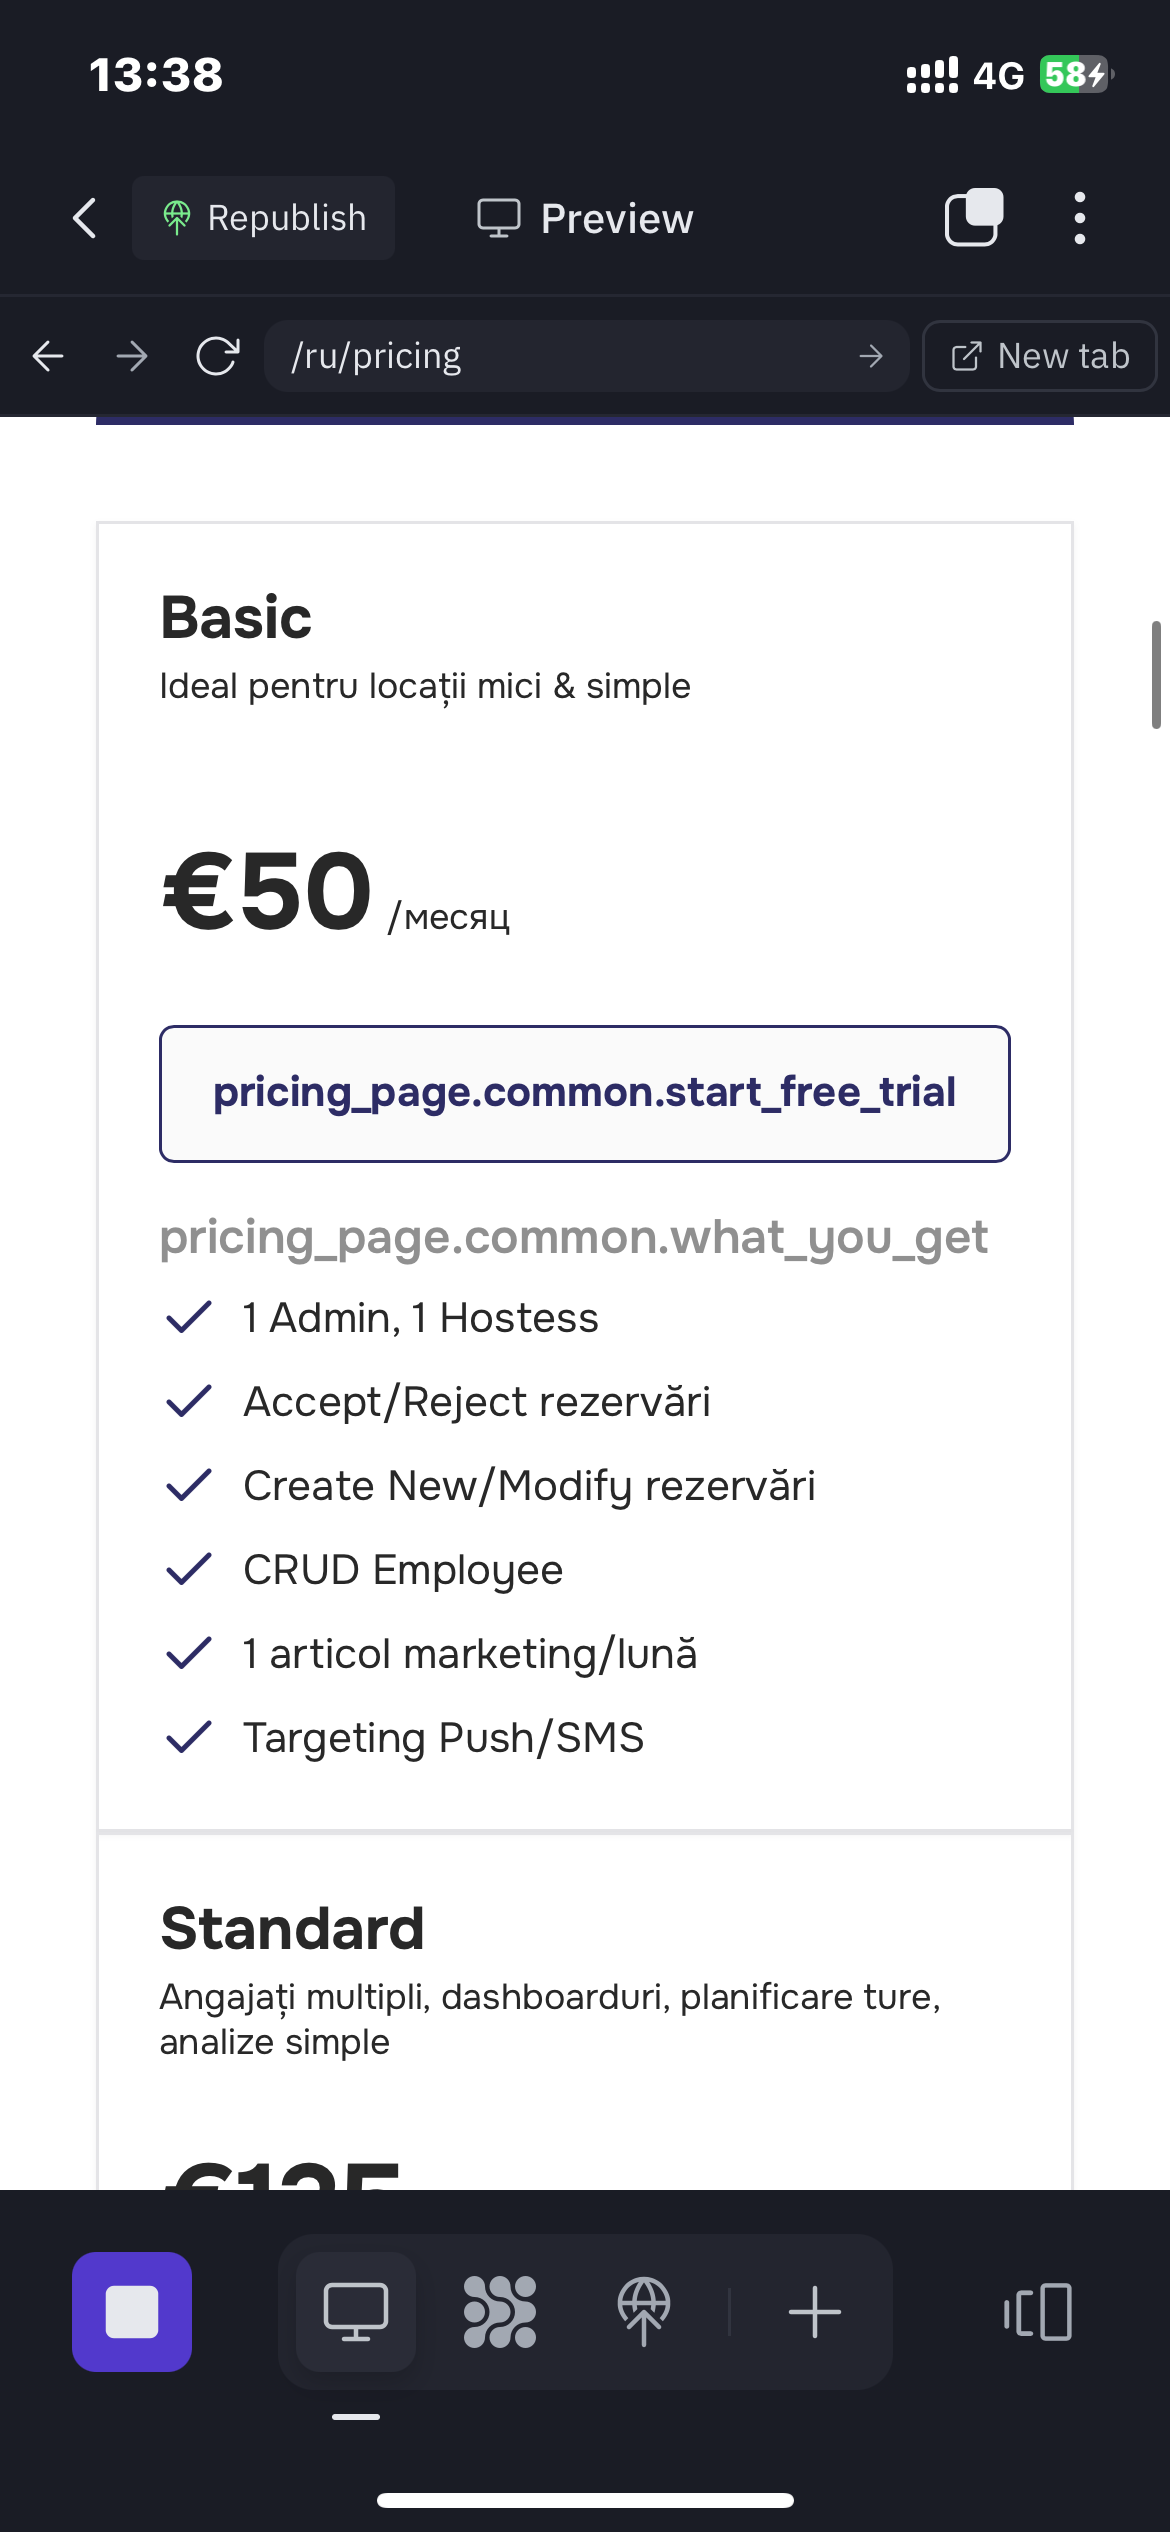 13:38
4G
58
Republish
Preview
/ru/pricing
New tab
Basic
Ideal pentru locații mici & simple
€50 /месяц
pricing_page.common.start_free_trial
pricing_page.common.what_you_get
1 Admin, 1 Hostess
Accept/Reject rezervări
Create New/Modify rezervări
CRUD Employee
1 articol marketing/lună
Targeting Push/SMS
Standard
Angajați multipli, dashboarduri, planificare ture,
analize simple